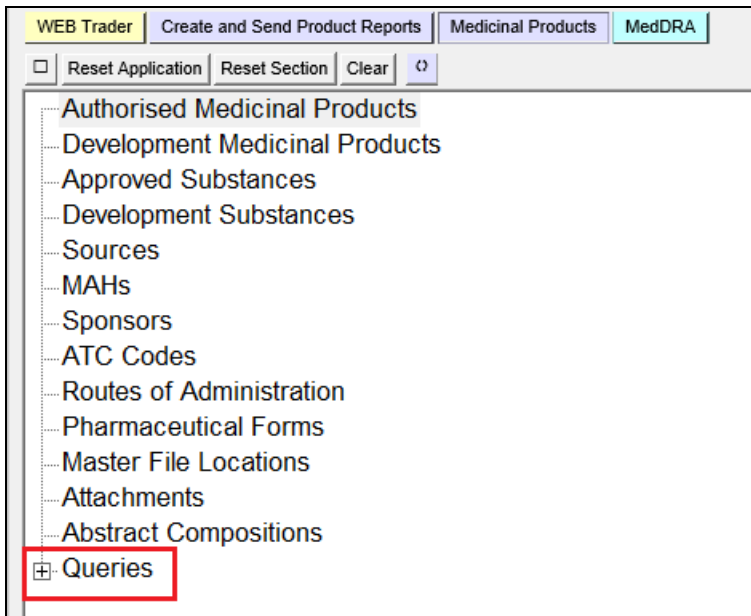 WEB Trader Create and Send Product Reports Medicinal Products MedDRA
Reset Application Reset Section Clear
Authorised Medicinal Products
Development Medicinal Products
Approved Substances
Development Substances
Sources
MAHs
Sponsors
ATC Codes
Routes of Administration
Pharmaceutical Forms
Master File Locations
Attachments
Abstract Compositions
Queries